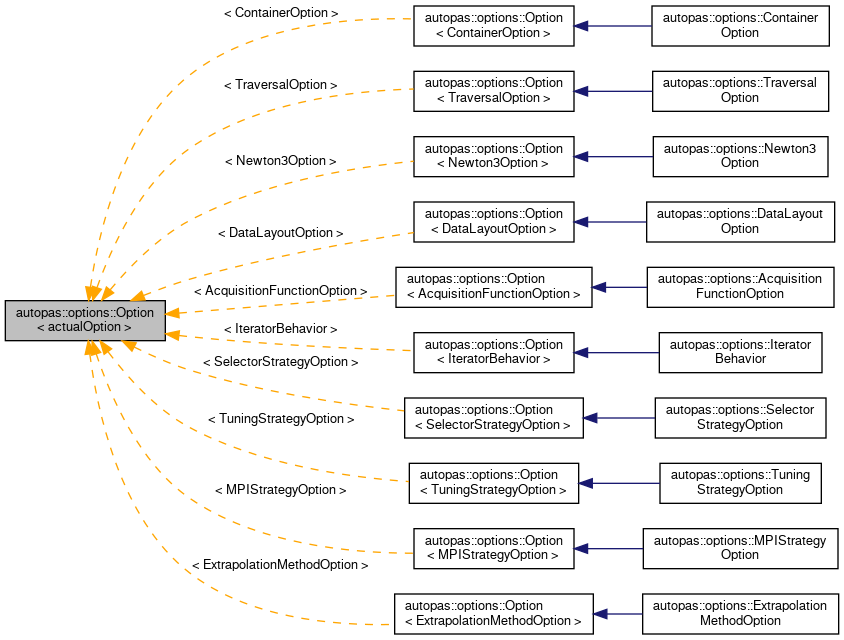 < ContainerOption >
autopas::options::Option
< ContainerOption >
autopas::options::Container
Option
< TraversalOption >
autopas::options::Option
< TraversalOption >
autopas::options::Traversal
Option
< Newton3Option >
autopas::options::Option
< Newton3Option >
autopas::options::Newton3
Option
< DataLayoutOption >
autopas::options::Option
< DataLayoutOption >
autopas::options::DataLayout
Option
< AcquisitionFunctionOption >
autopas::options::Option
< AcquisitionFunctionOption >
autopas::options::Acquisition
FunctionOption
autopas::options::Option
< actualOption >
< IteratorBehavior >
autopas::options::Option
< IteratorBehavior >
autopas::options::Iterator
Behavior
< SelectorStrategyOption >
autopas::options::Option
< SelectorStrategyOption >
autopas::options::Selector
StrategyOption
< TuningStrategyOption >
autopas::options::Option
< TuningStrategyOption >
autopas::options::Tuning
StrategyOption
< MPIStrategyOption >
autopas::options::Option
< MPIStrategyOption >
autopas::options::MPIStrategy
Option
< ExtrapolationMethodOption >
autopas::options::Option
< ExtrapolationMethodOption >
autopas::options::Extrapolation
MethodOption